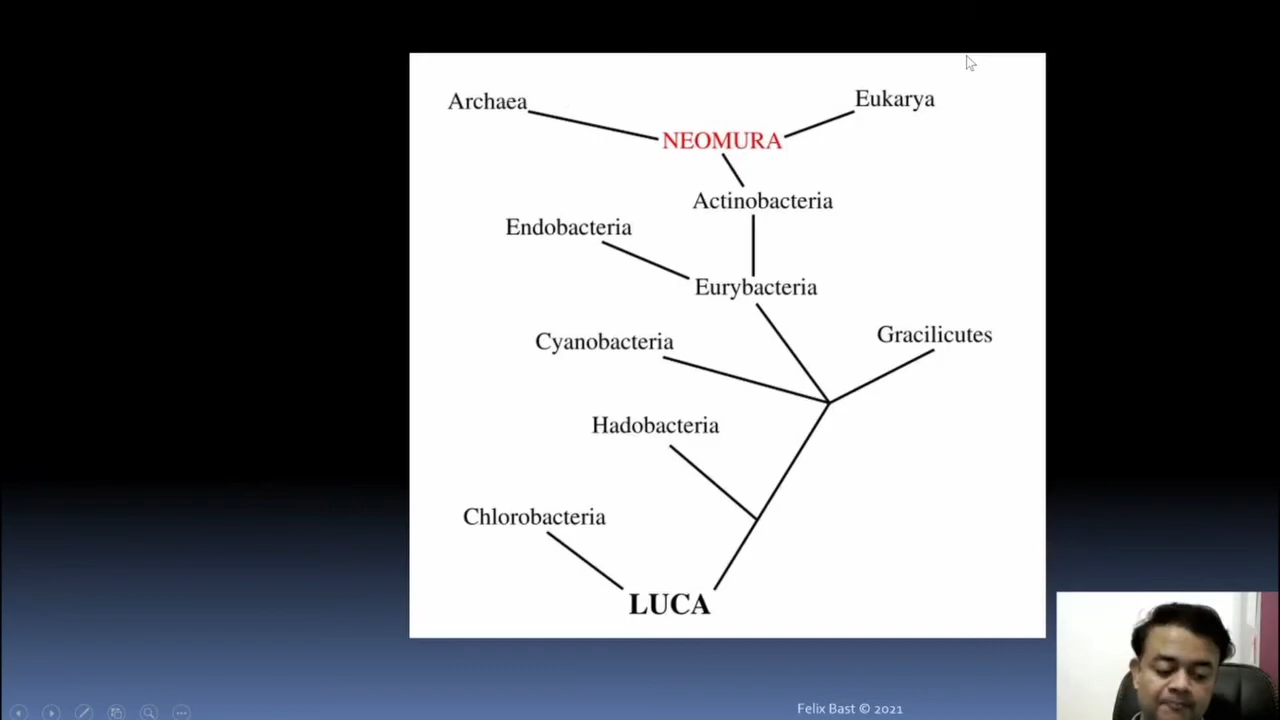 Archaea
Eukarya
NEOMURA
Actinobacteria
Endobacteria
Eurybacteria
Gracilicutes
Cyanobacteria
Hadobacteria
Chlorobacteria
LUCA
Felix Bast © 2021